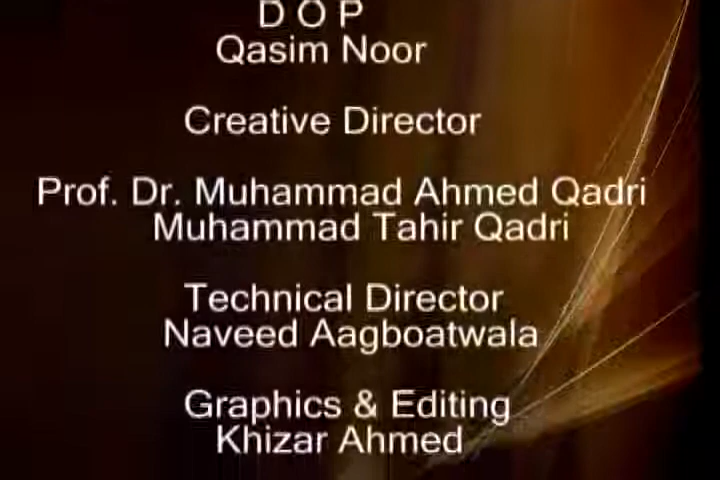 D O P
Qasim Noor
Creative Director
Prof. Dr. Muhammad Ahmed Qadri
Muhammad Tahir Qadri
Technical Director
Naveed Aagboatwala
Graphics & Editing
Khizar Ahmed